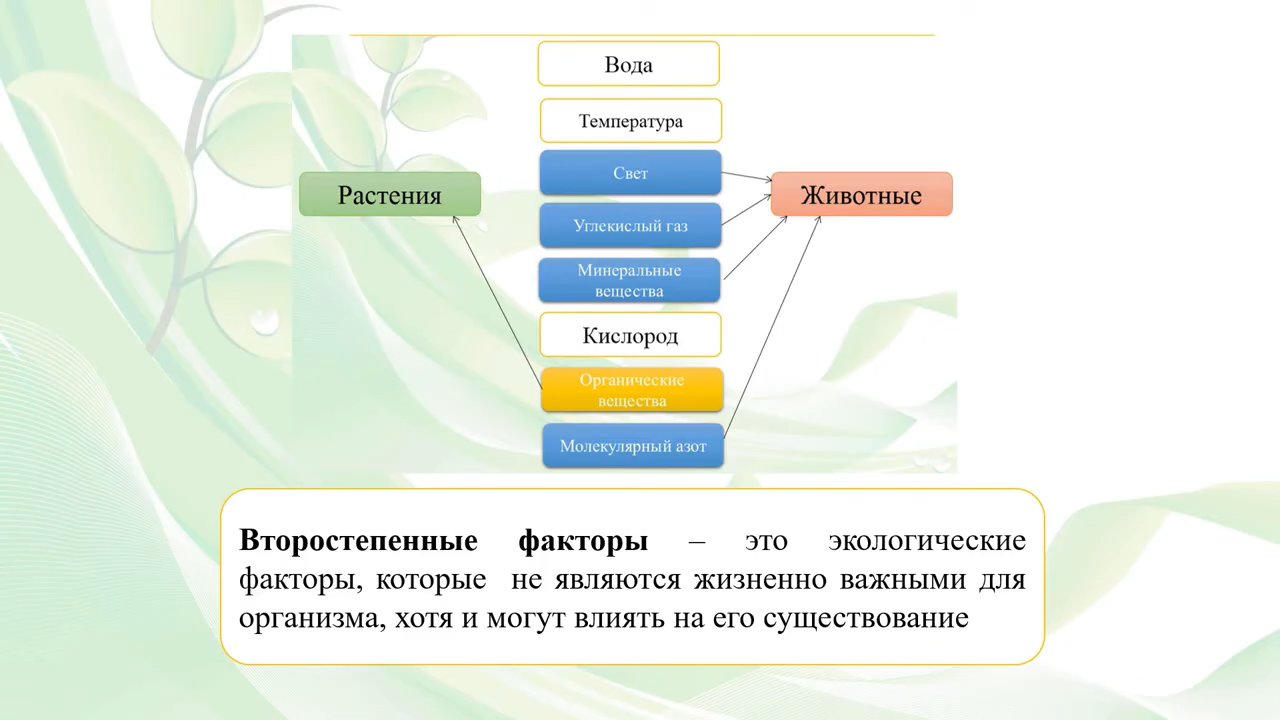 Вода
Температура
Свет
Растения
Животные
Углекислый газ
Минеральные
вещества
Кислород
Органические
вещества
Молекулярный азот
Второстепенные факторы – это экологические
факторы, которые не являются жизненно важными для
организма, хотя и могут влиять на его существование